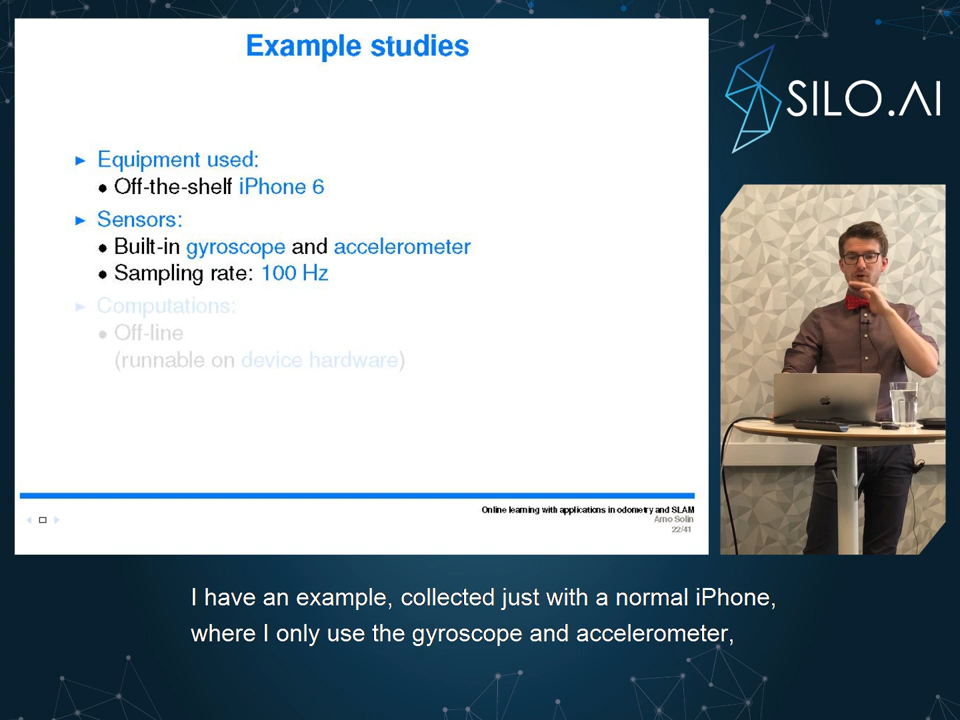 Example studies
SILO.AI
Equipment used:
Off-the-shelf iPhone 6
Sensors:
Built-in gyroscope and accelerometer
Sampling rate: 100 Hz
Computations:
Off-line
(runnable on device hardware)
Online learning with applications in odometry and SLAM
Arno Solin
22/41
I have an example, collected just with a normal iPhone,
where I only use the gyroscope and accelerometer,